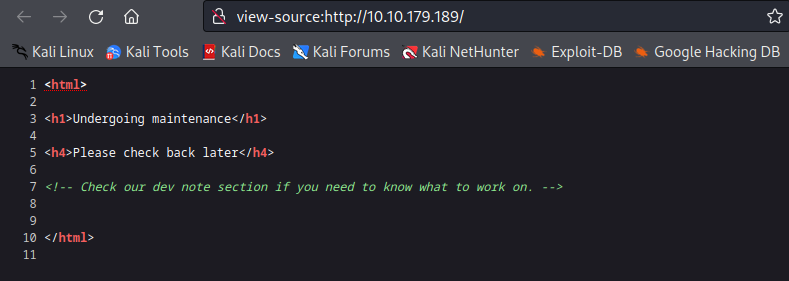 view-source:http://10.10.179.189/
Kali Linux Kali Tools Kali Docs Kali Forums Kali NetHunter Exploit-DB Google Hacking DB
1 <html>
2
3 <h1>Undergoing maintenance</h1>
4
5 <h4>Please check back later</h4>
6
7 <!-- Check our dev note section if you need to know what to work on. -->
8
9
10 </html>
11